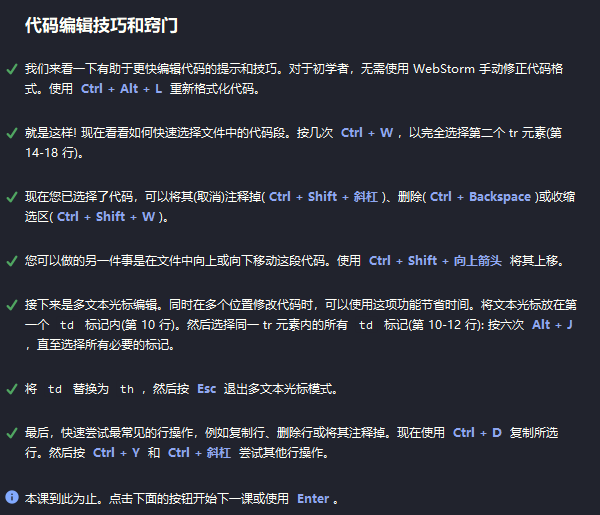 代码编辑技巧和窍门
我们来看一下有助于更快编辑代码的提示和技巧。对于初学者，无需使用 WebStorm 手动修正代码格
式。使用 Ctrl + Alt + L 重新格式化代码。
就是这样! 现在看看如何快速选择文件中的代码段。按几次 Ctrl + W ，以完全选择第二个 tr 元素(第
14-18 行)。
现在您已选择了代码，可以将其(取消)注释掉( Ctrl + Shift + 斜杠 )、删除( Ctrl + Backspace )或收缩
选区( Ctrl + Shift + W )。
您可以做的另一件事是在文件中向上或向下移动这段代码。使用 Ctrl + Shift + 向上箭头 将其上移。
接下来是多文本光标编辑。同时在多个位置修改代码时，可以使用这项功能节省时间。将文本光标放在第
一个 td 标记内(第 10 行)。然后选择同一 tr 元素内的所有 td 标记(第 10-12 行): 按六次 Alt + J
，直至选择所有必要的标记。
将 td 替换为 th ，然后按 Esc 退出多文本光标模式。
最后，快速尝试最常见的行操作，例如复制行、删除行或将其注释掉。现在使用 Ctrl + D 复制所选
行。然后按 Ctrl + Y 和 Ctrl + 斜杠 尝试其他行操作。
本课到此为止。点击下面的按钮开始下一课或使用 Enter 。